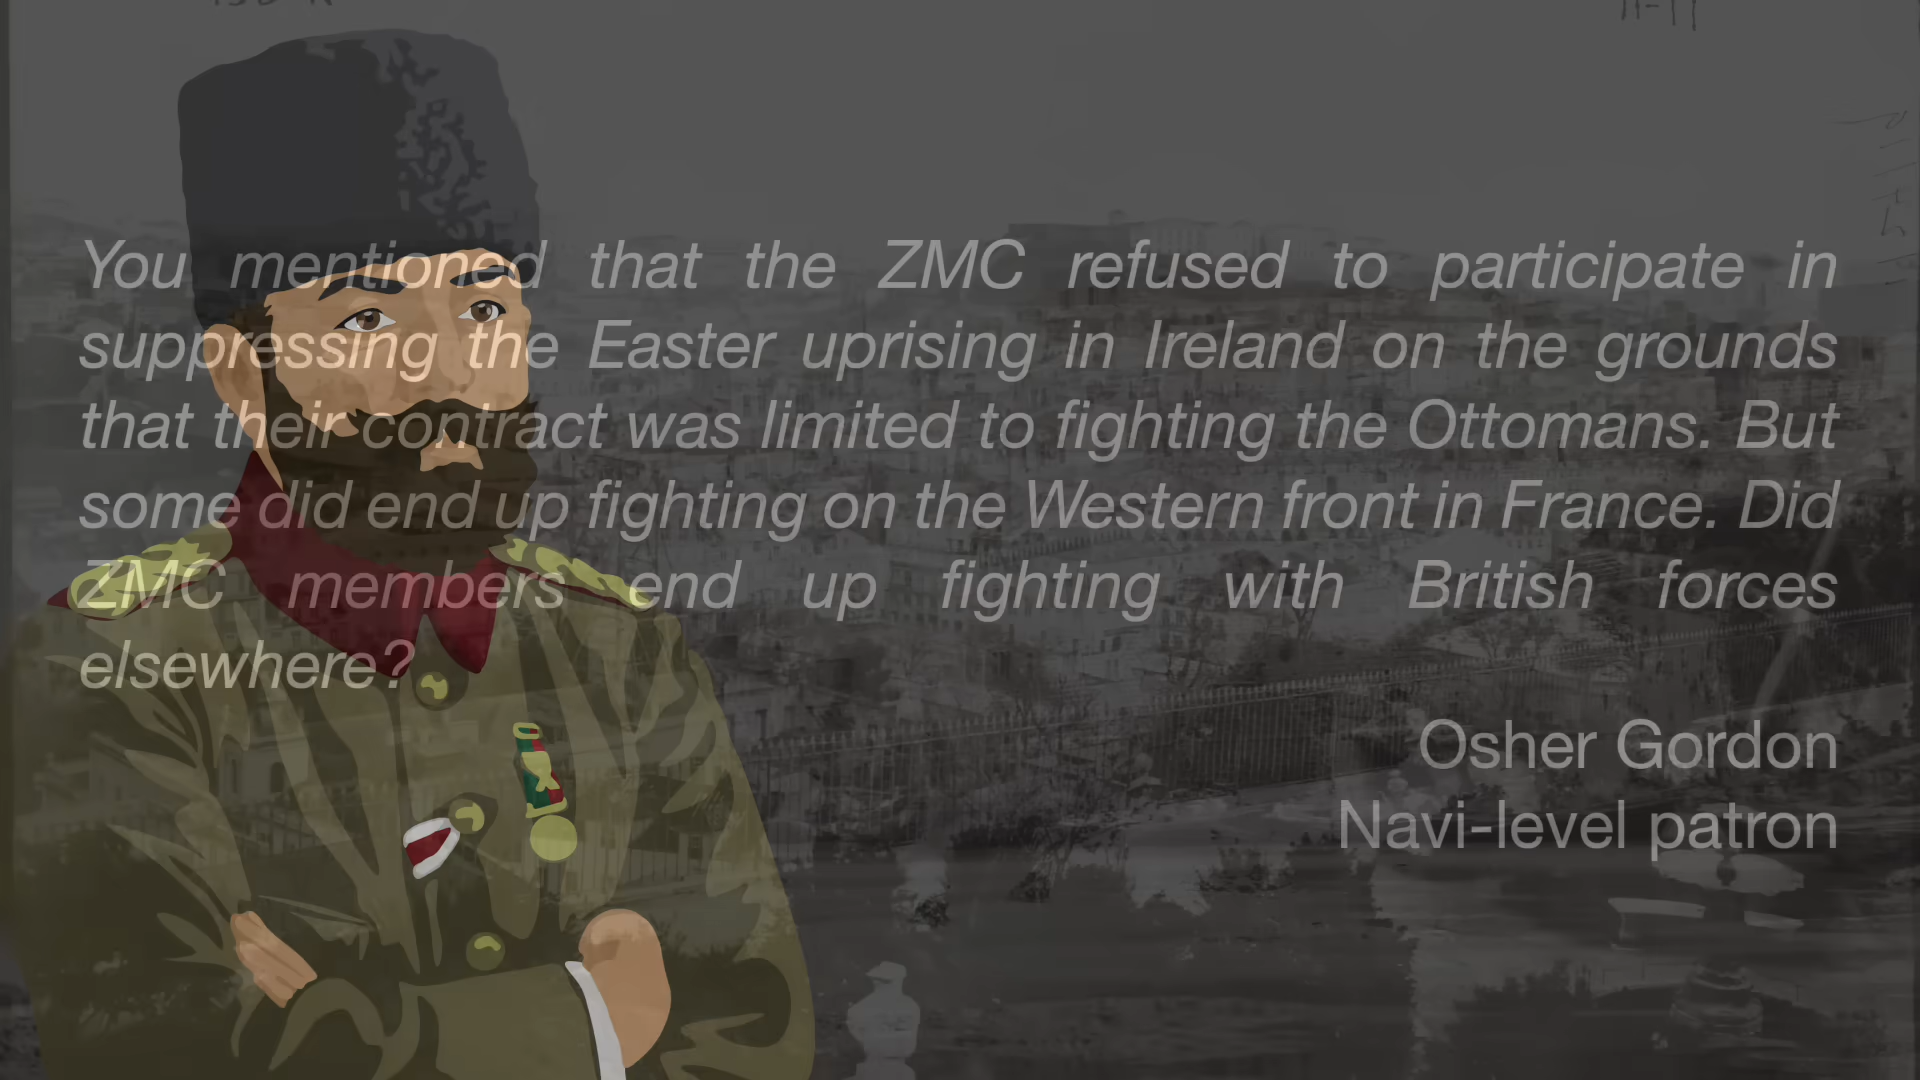 You mentioned that the ZMC refused to participate in
suppressing the Easter uprising in Ireland on the grounds
that their contract was limited to fighting the Ottomans. But
some did end up fighting on the Western front in France. Did
ZMC members end up fighting with British forces
elsewhere?
Osher Gordon
Navi-level patron